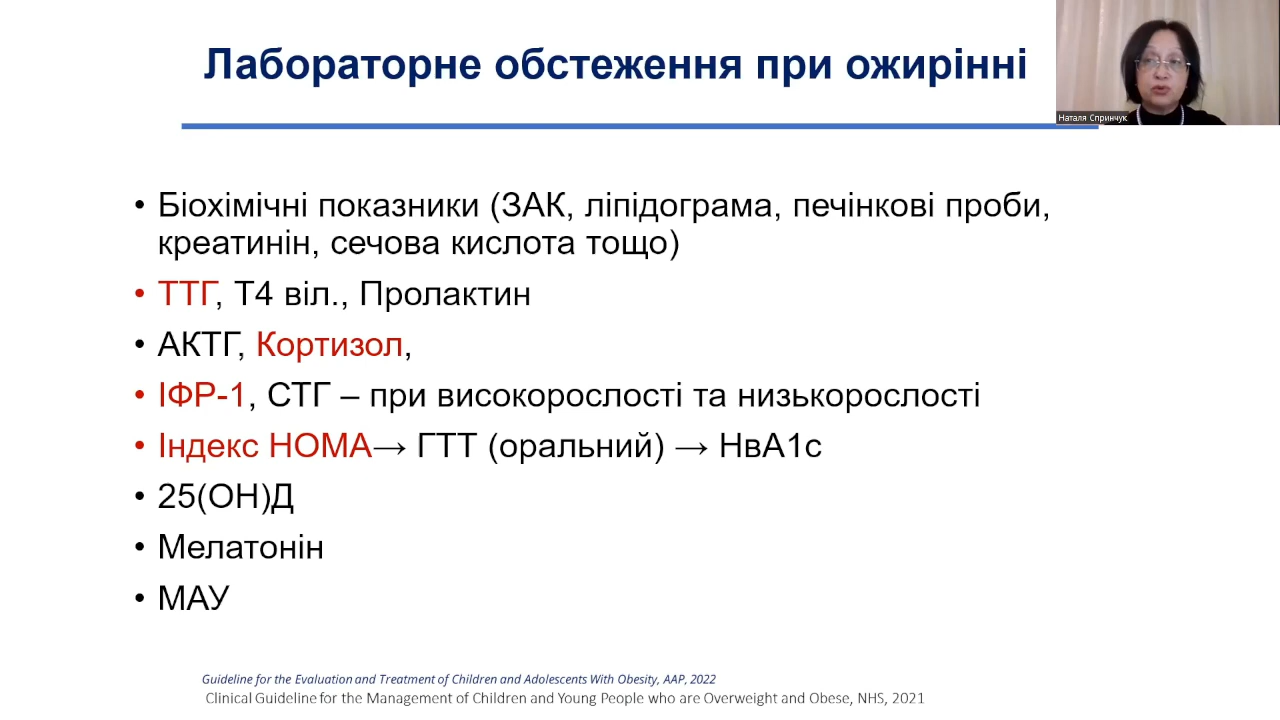 Лабораторне обстеження при ожирінні
Наталя Спринчук
• Біохімічні показники (ЗАК, ліпідограма, печінкові проби,
креатинін, сечова кислота тощо)
• ТТГ, Т4 віл., Пролактин
• АКТГ, Кортизол,
• ІФР-1, СТГ – при високорослості та низькорослості
• Індекс НОМА→ ГТТ (оральний) → НвА1с
• 25(ОН)Д
• Мелатонін
• МАУ
Guideline for the Evaluation and Treatment of Children and Adolescents With Obesity, AAP, 2022
Clinical Guideline for the Management of Children and Young People who are Overweight and Obese, NHS, 2021